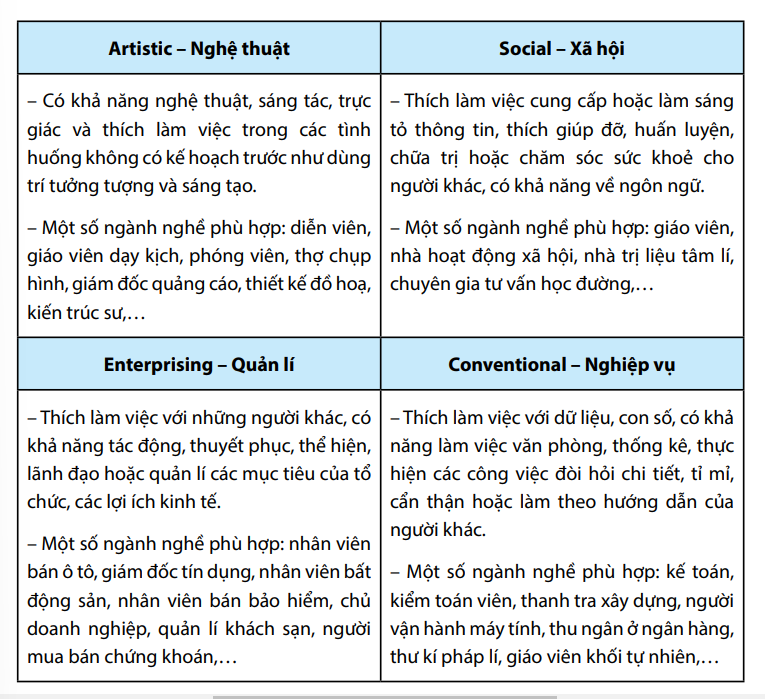 Artistic – Nghệ thuật
– Có khả năng nghệ thuật, sáng tác, trực
giác và thích làm việc trong các tình
huống không có kế hoạch trước như dùng
trí tưởng tượng và sáng tạo.
– Một số ngành nghề phù hợp: diễn viên,
giáo viên dạy kịch, phóng viên, thợ chụp
hình, giám đốc quảng cáo, thiết kế đồ hoạ,
kiến trúc sư,…
Social – Xã hội
– Thích làm việc cung cấp hoặc làm sáng
tỏ thông tin, thích giúp đỡ, huấn luyện,
chữa trị hoặc chăm sóc sức khoẻ cho
người khác, có khả năng về ngôn ngữ.
– Một số ngành nghề phù hợp: giáo viên,
nhà hoạt động xã hội, nhà trị liệu tâm lí,
chuyên gia tư vấn học đường,…
Enterprising – Quản lí
– Thích làm việc với những người khác, có
khả năng tác động, thuyết phục, thể hiện,
lãnh đạo hoặc quản lí các mục tiêu của tổ
chức, các lợi ích kinh tế.
– Một số ngành nghề phù hợp: nhân viên
bán ô tô, giám đốc tín dụng, nhân viên bất
động sản, nhân viên bán bảo hiểm, chủ
doanh nghiệp, quản lí khách sạn, người
mua bán chứng khoán,…
Conventional – Nghiệp vụ
– Thích làm việc với dữ liệu, con số, có khả
năng làm việc văn phòng, thống kê, thực
hiện các công việc đòi hỏi chi tiết, tỉ mỉ,
cẩn thận hoặc làm theo hướng dẫn của
người khác.
– Một số ngành nghề phù hợp: kế toán,
kiểm toán viên, thanh tra xây dựng, người
vận hành máy tính, thu ngân ở ngân hàng,
thư kí pháp lí, giáo viên khối tự nhiên,…